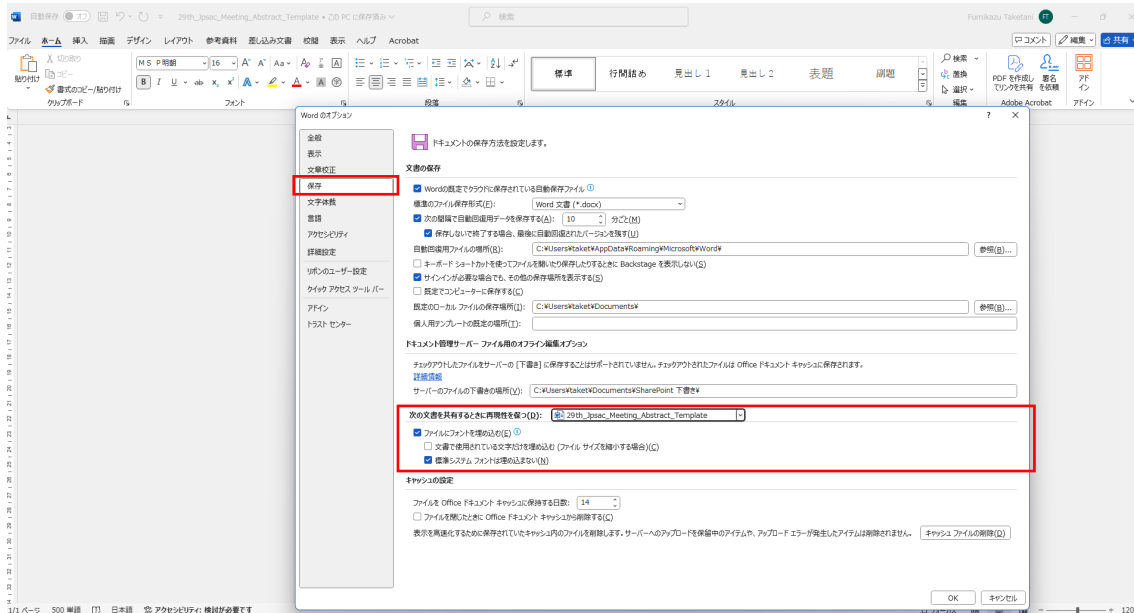 自動保存 オフ 29th_Jpsac_Meeting_Abstract_Template • この PC に保存済み 検索 Fumikazu Taketani FT
ファイル ホーム 挿入 描画 デザイン レイアウト 参考資料 差し込み文書 校閲 表示 ヘルプ Acrobat コメント 編集 共有
貼り付け 切り取り コピー 書式のコピー/貼り付け
MS P明朝 16
標準 行間詰め 見出し 1 見出し 2 表題 副題
検索 置換 選択
PDF を作成してリンクを共有 署名を依頼 アドイン
クリップボード フォント 段落 スタイル 編集 Adobe Acrobat アドイン
Word のオプション ? ×
全般
表示
文章校正
保存
文字体裁
言語
アクセシビリティ
詳細設定
リボンのユーザー設定
クイック アクセス ツール バー
アドイン
トラスト センター
ドキュメントの保存方法を設定します。
文書の保存
Wordの既定でクラウドに保存されている自動保存ファイル
標準のファイル保存形式(F): Word 文書 (*.docx)
次の間隔で自動回復用データを保存する(A): 10 分ごと(M)
保存しないで終了する場合、最後に自動回復されたバージョンを残す(U)
自動回復用ファイルの場所(R): C:¥Users¥taket¥AppData¥Roaming¥Microsoft¥Word¥ 参照(B)...
キーボード ショートカットを使ってファイルを開いたり保存したりするときに Backstage を表示しない(S)
サインインが必要な場合でも、その他の保存場所を表示する(S)
既定でコンピューターに保存する(C)
既定のローカル ファイルの保存場所(I): C:¥Users¥taket¥Documents¥ 参照(B)...
個人用テンプレートの既定の場所(T):
ドキュメント管理サーバー ファイル用のオフライン編集オプション
チェックアウトしたファイルをサーバーの [下書き] に保存することはサポートされていません。チェックアウトされたファイルは Office ドキュメント キャッシュに保存されます。
詳細情報
サーバーのファイルの下書きの場所(V): C:¥Users¥taket¥Documents¥SharePoint 下書き¥
次の文書を共有するときに再現性を保つ(D): 29th_Jpsac_Meeting_Abstract_Template
ファイルにフォントを埋め込む(E)
文書で使用されている文字だけを埋め込む (ファイル サイズを縮小する場合)(C)
標準システム フォントは埋め込まない(N)
キャッシュの設定
ファイルを Office ドキュメント キャッシュに保持する日数: 14
ファイルを閉じたときに Office ドキュメント キャッシュから削除する(C)
表示を高速化するために保存されていたキャッシュ内のファイルを削除します。サーバーへのアップロードを保留中のアイテムや、アップロード エラーが発生したアイテムは削除されません。 キャッシュ ファイルの削除(D)
OK キャンセル
1/1 ページ 500 単語 日本語 アクセシビリティ: 検討が必要です 120